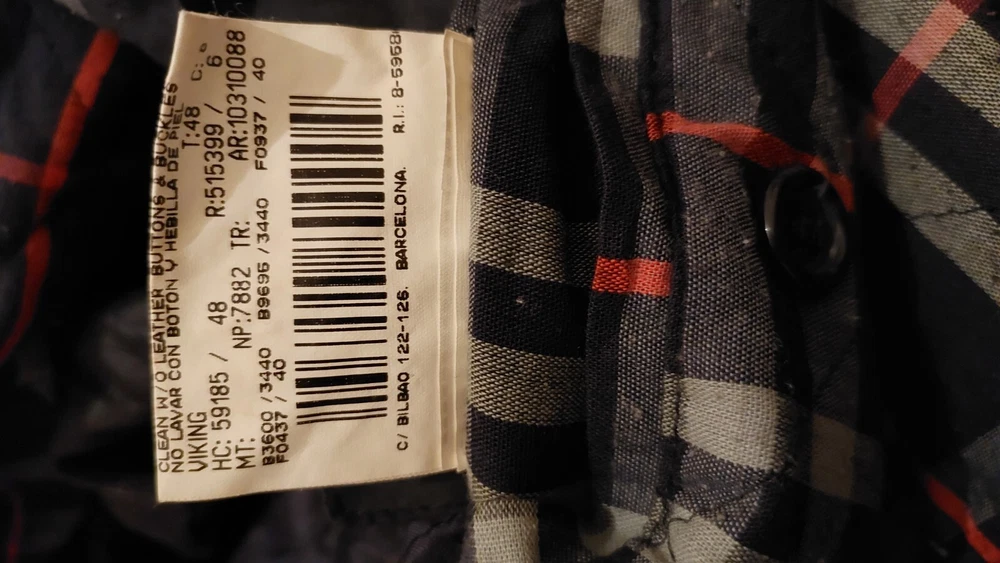 CLEAN W/O LEATHER BUTTONS & BUCKLES
NO LAVAR CON BOTON Y HEBILLA DE PIEL
VIKING T:48 C: 6
HC: 59185 / 48 R:515399 / 6
MT: NP:7882 TR: AR:10310088
B3600 /3440 B9695 /3440 F0937 / 40
F0437 / 40
C/ BILBAO 122-126. BARCELONA. R.I.: B-5958